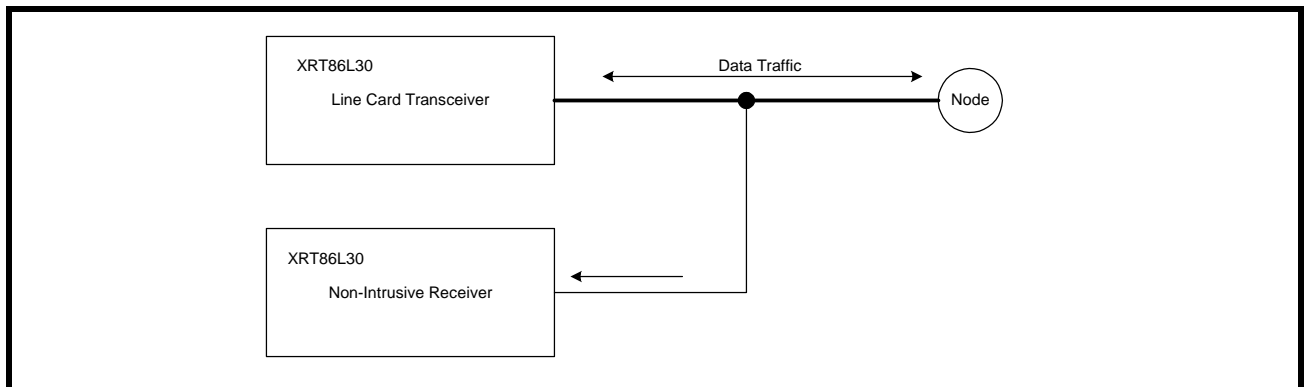 XRT86L30
Line Card Transceiver
Data Traffic
Node
XRT86L30
Non-Intrusive Receiver